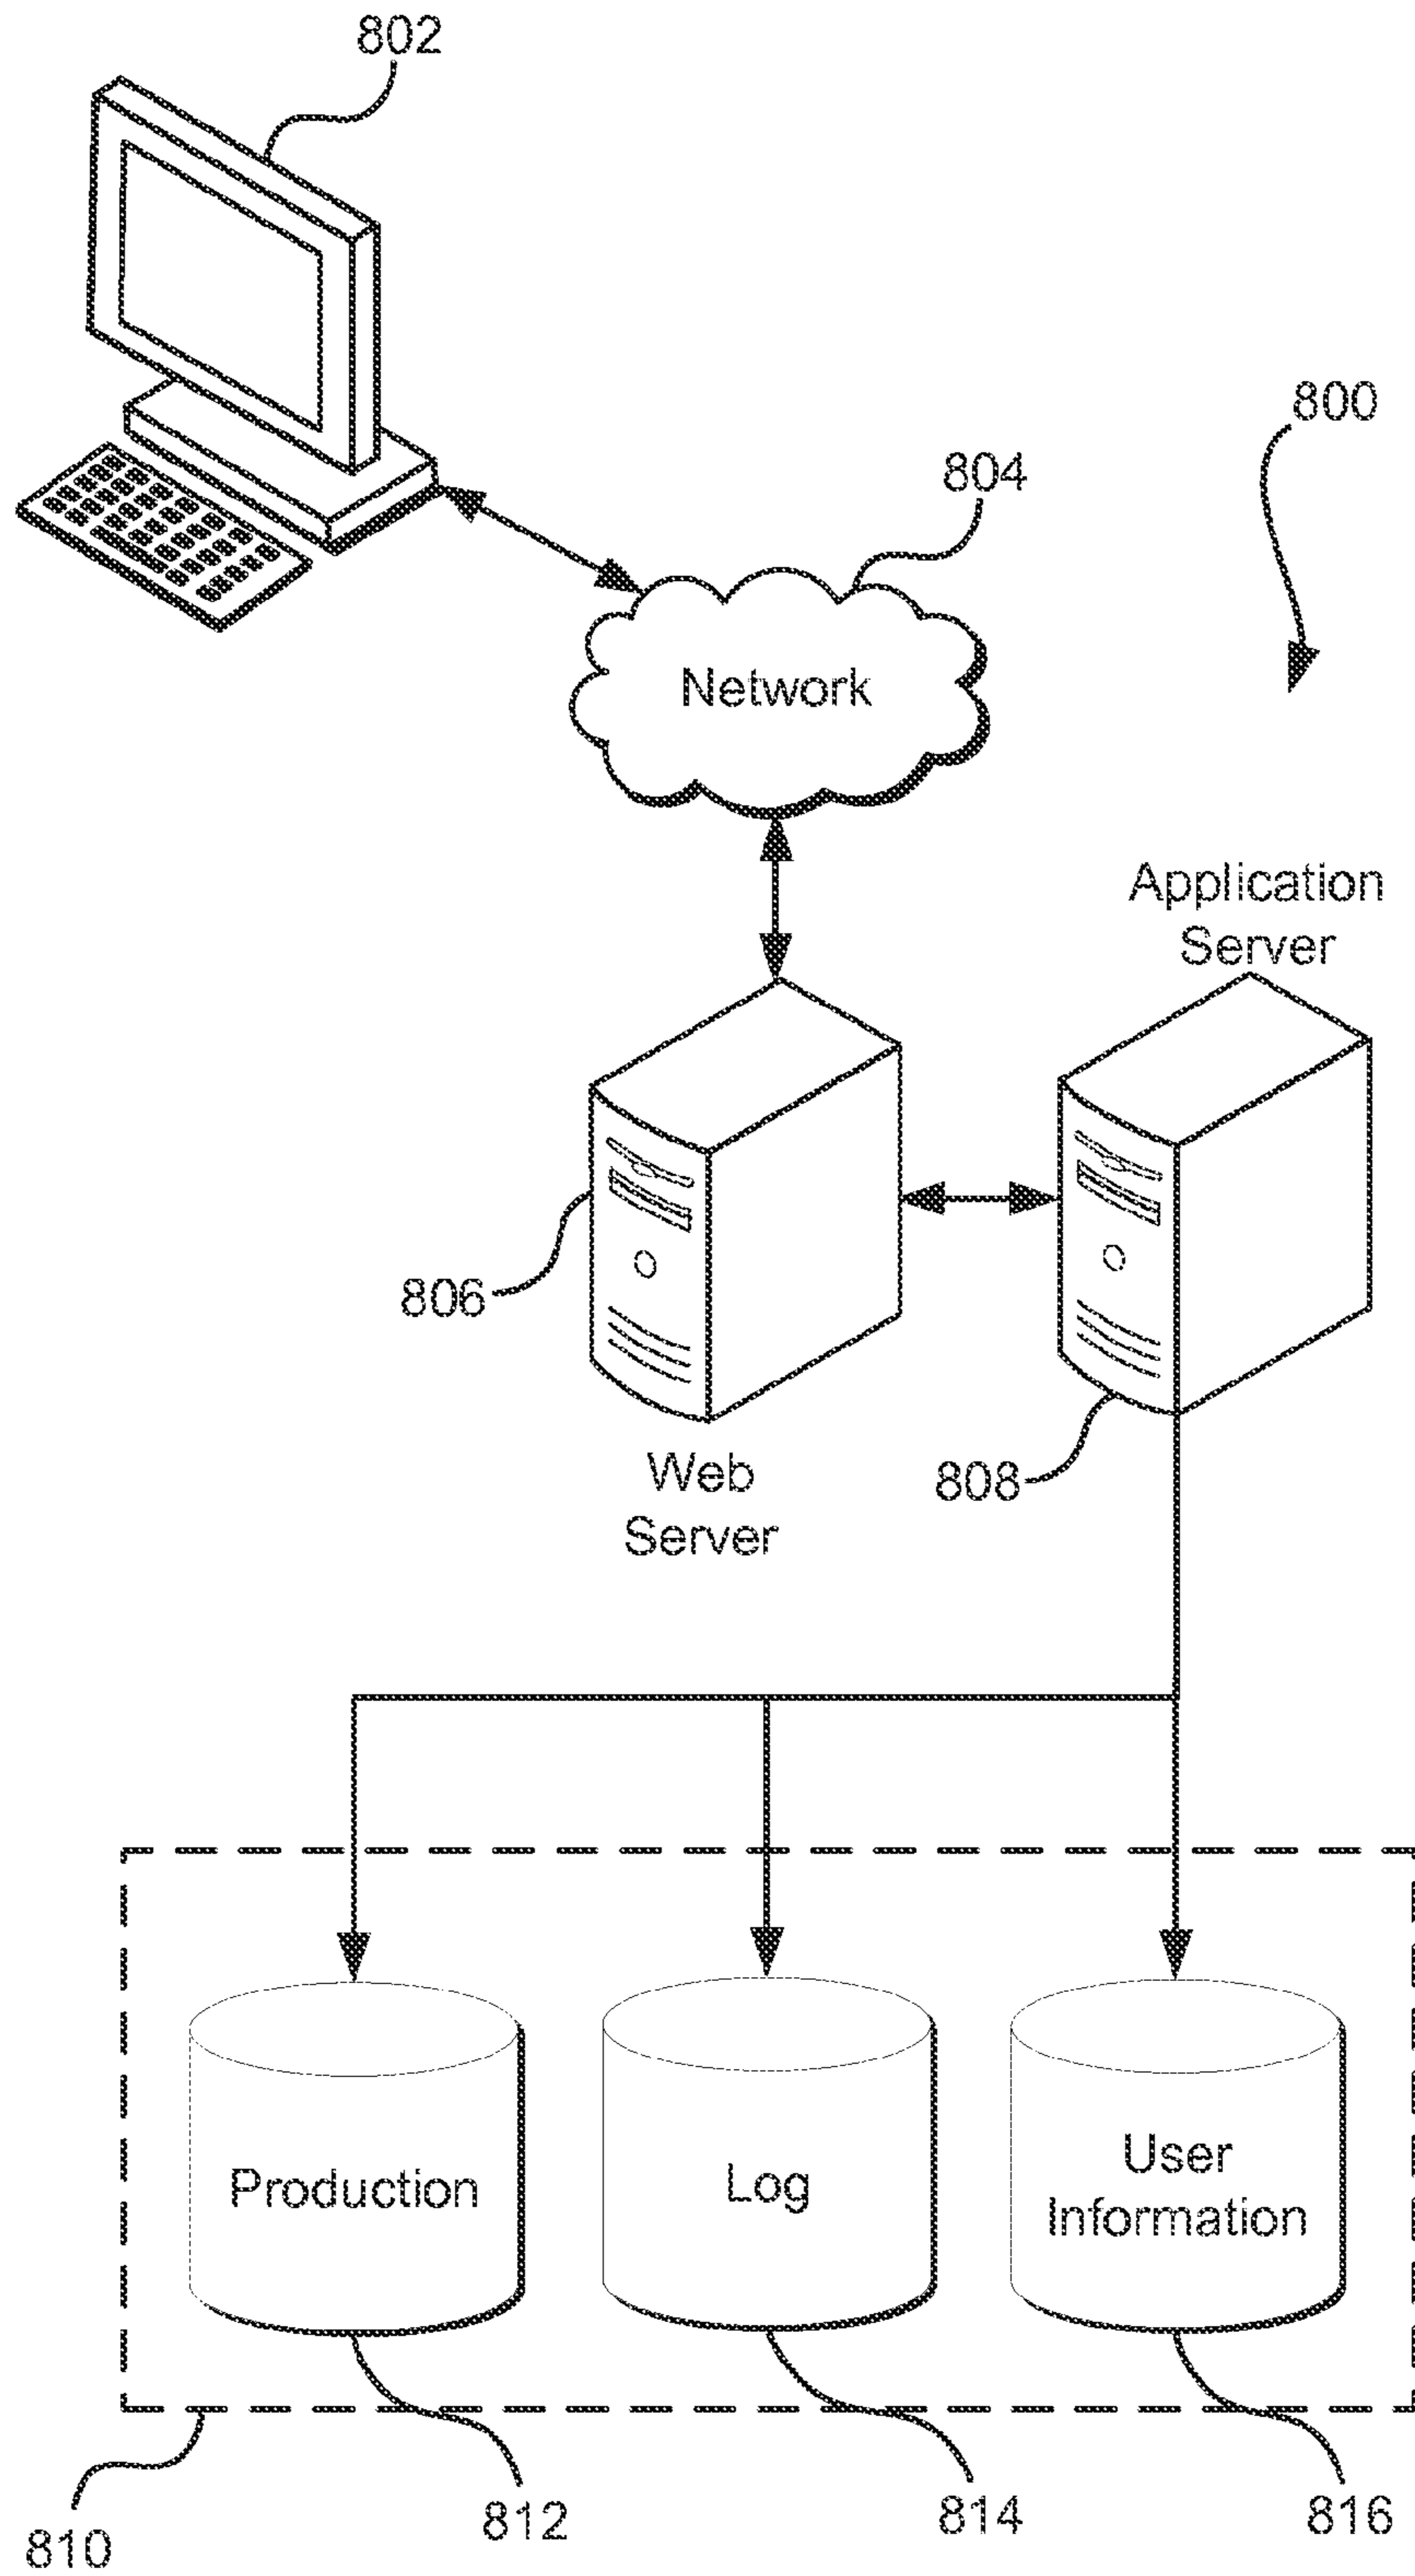 802
800
804
Network
Application
Server
806
Web
Server
808
Production
Log
User
Information
810
812
814
816